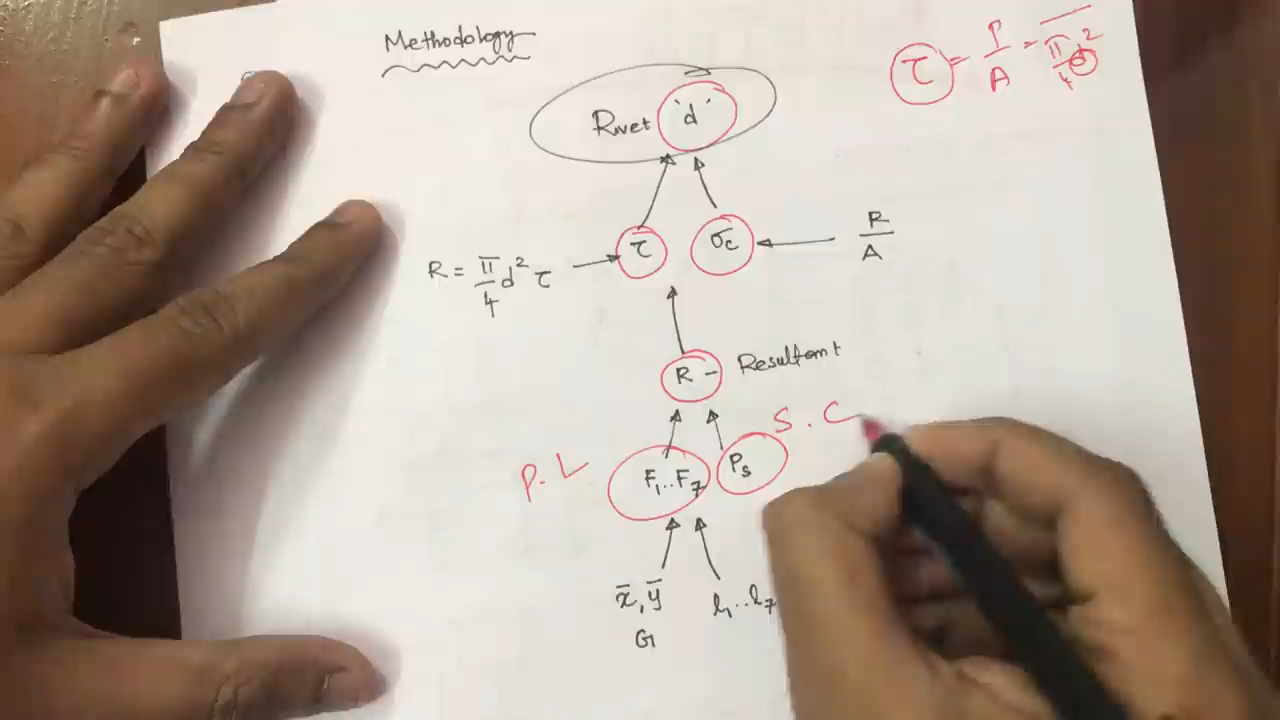 Methodology
τ = P/A = π/4 d²
Rivet 'd'
τ σc R/A
R = π/4 d² τ
R - Resultant
S. C
P. L F₁..F₇ Ps
x̄, ȳ l₁..l₇
G